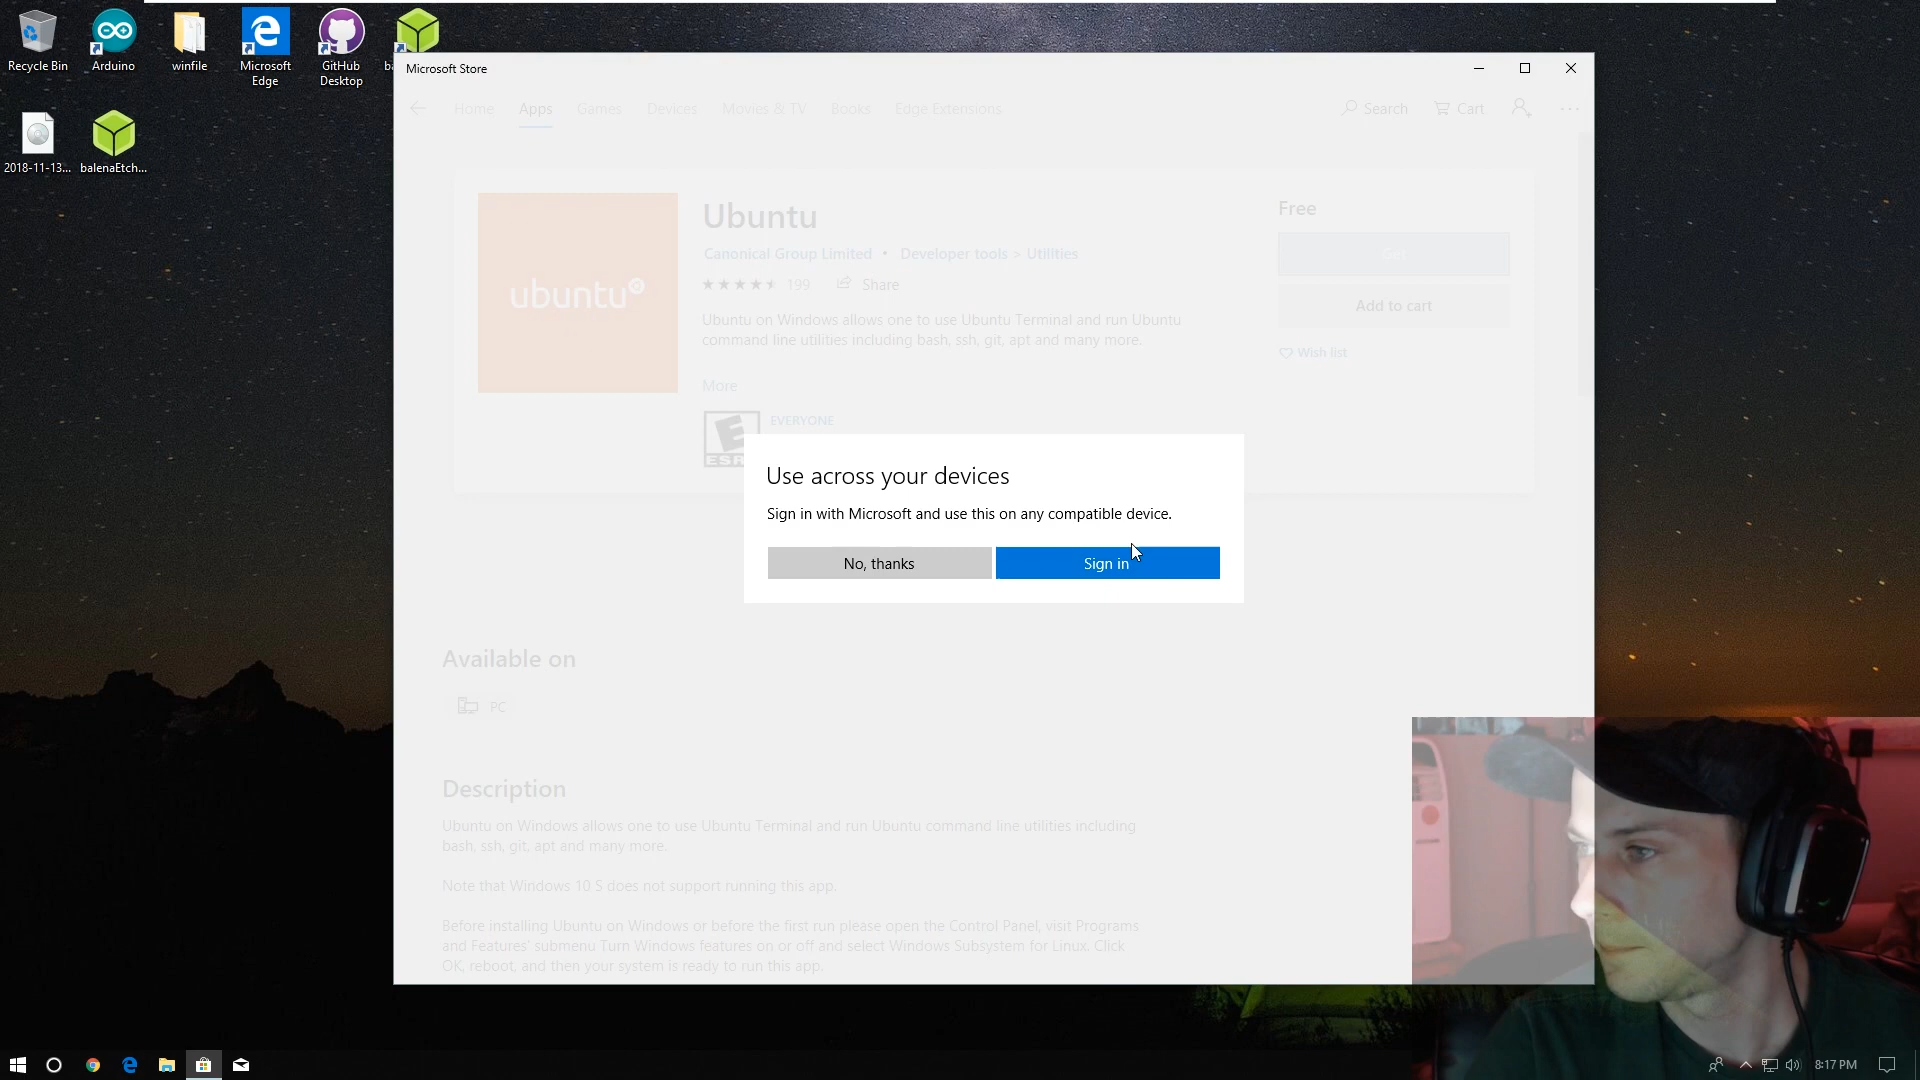 Recycle Bin
Arduino
winfile
Microsoft
Edge
GitHub
Desktop
2018-11-13...
balenaEtch...
Microsoft Store
Home
Apps
Games
Devices
Movies & TV
Books
Edge Extensions
Search
Cart
ubuntu
Ubuntu
Canonical Group Limited • Developer tools > Utilities
199
Share
Ubuntu on Windows allows one to use Ubuntu Terminal and run Ubuntu
command line utilities including bash, ssh, git, apt and many more.
More
EVERYONE
E
Free
Get
Add to cart
Wish list
Use across your devices
Sign in with Microsoft and use this on any compatible device.
No, thanks
Sign in
Available on
PC
Description
Ubuntu on Windows allows one to use Ubuntu Terminal and run Ubuntu command line utilities including
bash, ssh, git, apt and many more.
Note that Windows 10 S does not support running this app.
Before installing Ubuntu on Windows or before the first run please open the Control Panel, visit Programs
and Features' submenu Turn Windows features on or off and select Windows Subsystem for Linux. Click
OK, reboot, and then your system is ready to run this app.
8:17 PM